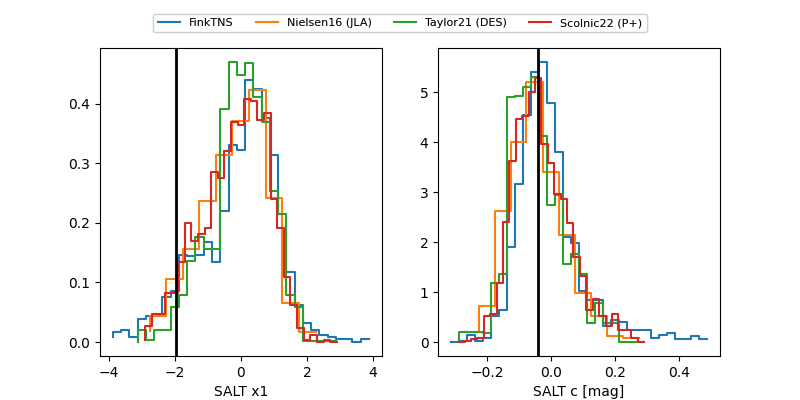 FinkTNS Nielsen16 (JLA) Taylor21 (DES) Scolnic22 (P+)
0.4
0.3
0.2
0.1
0.0
−4 −2 0 2 4
SALT x1
5
4
3
2
1
0
−0.2 0.0 0.2 0.4
SALT c [mag]